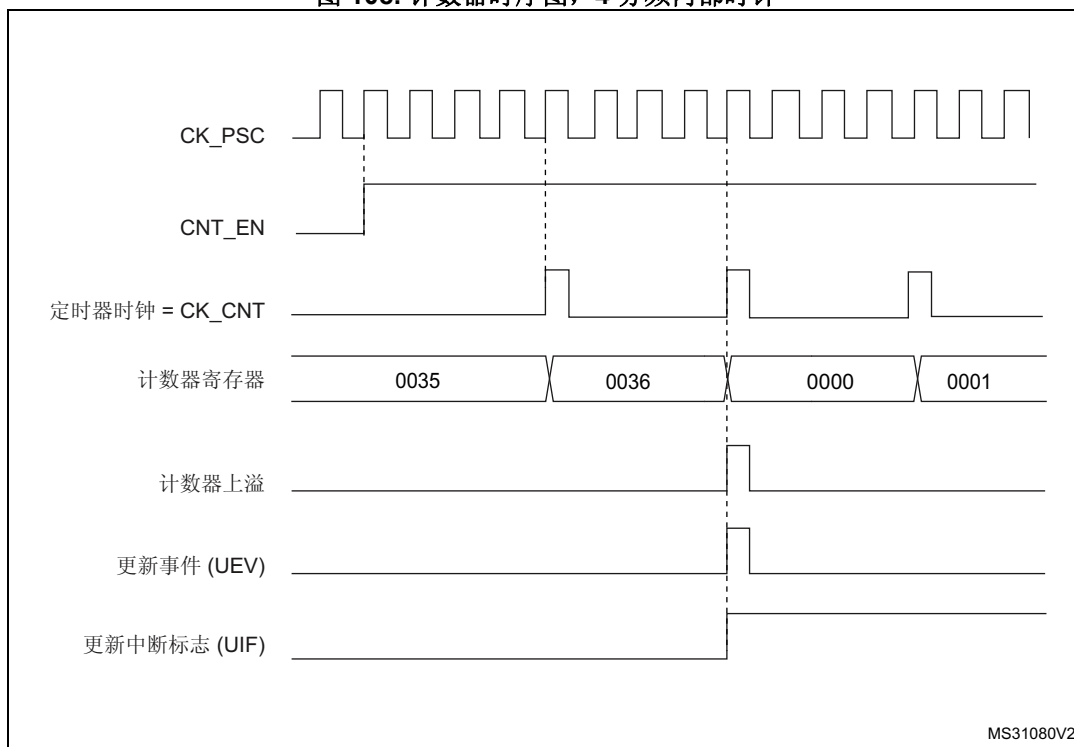 CK_PSC
CNT_EN
定时器时钟 = CK_CNT
计数器寄存器 0035 0036 0000 0001
计数器上溢
更新事件 (UEV)
更新中断标志 (UIF)
MS31080V2